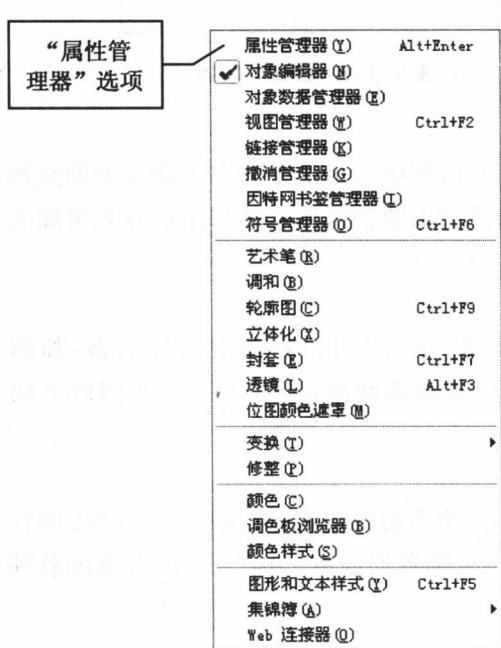 “属性管
理器”选项
属性管理器(Y) Alt+Enter
对象编辑器(N)
对象数据管理器(E)
视图管理器(W) Ctrl+F2
链接管理器(K)
撤消管理器(G)
因特网书签管理器(I)
符号管理器(O) Ctrl+F6
艺术笔(R)
调和(B)
轮廓图(C) Ctrl+F9
立体化(X)
封套(E) Ctrl+F7
透镜(L) Alt+F3
位图颜色遮罩(M)
变换(T)
修整(P)
颜色(C)
调色板浏览器(B)
颜色样式(S)
图形和文本样式(Y) Ctrl+F5
集锦簿(A)
Web 连接器(O)